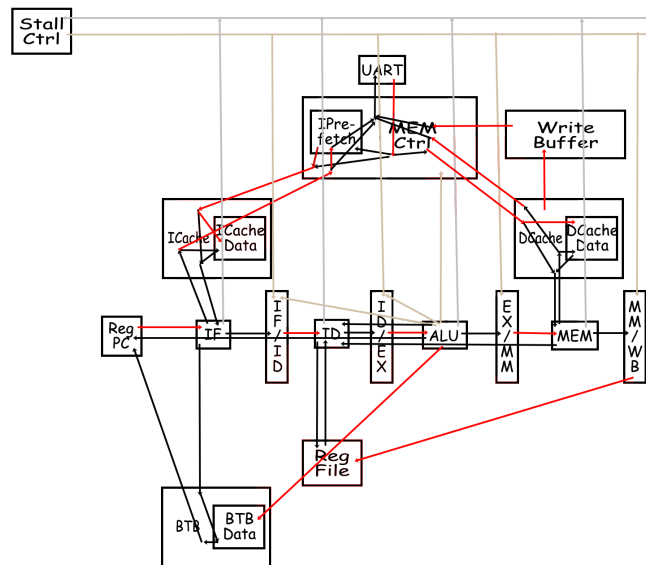 Stall
Ctrl
UART
IPre-
fetch
MEM
Ctrl
Write
Buffer
ICache
ICache
Data
DCache
DCache
Data
Reg
PC
IF
IF/ID
ID
ID/EX
ALU
EX/MM
MEM
MM/WB
Reg
File
BTB
BTB
Data